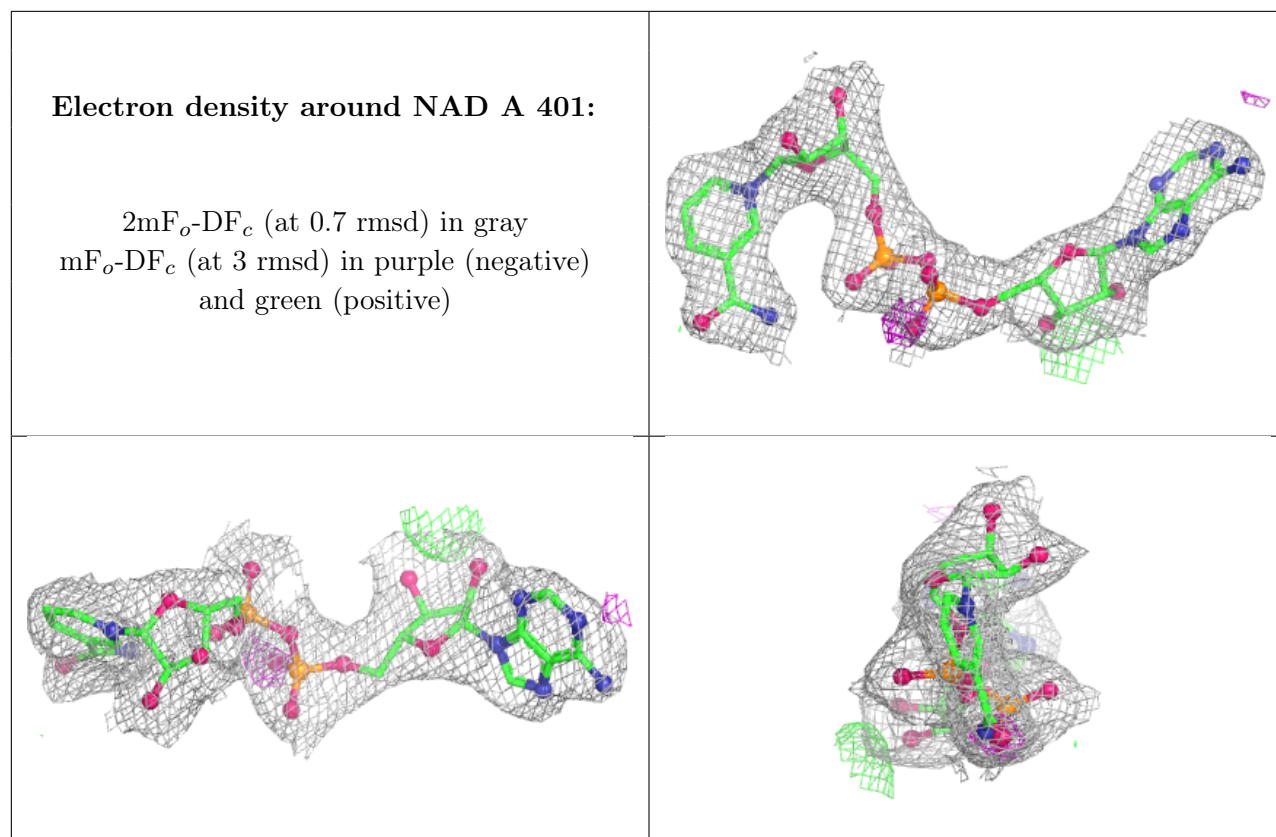 Electron density around NAD A 401:
2mFo-DFc (at 0.7 rmsd) in gray
mFo-DFc (at 3 rmsd) in purple (negative)
and green (positive)